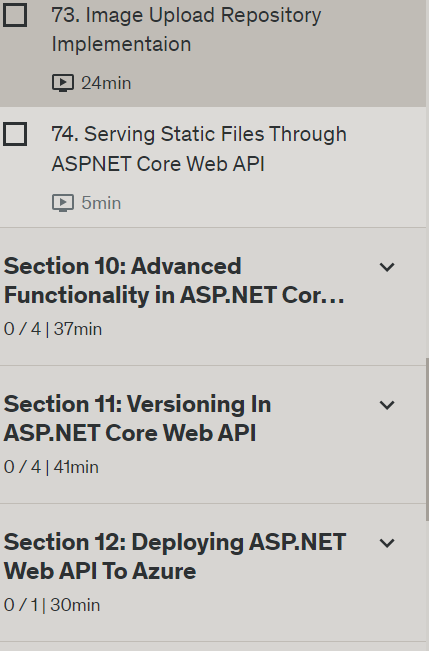 73. Image Upload Repository
Implementaion
24min
74. Serving Static Files Through
ASPNET Core Web API
5min
Section 10: Advanced
Functionality in ASP.NET Cor...
0 / 4 | 37min
Section 11: Versioning In
ASP.NET Core Web API
0 / 4 | 41min
Section 12: Deploying ASP.NET
Web API To Azure
0 / 1 | 30min